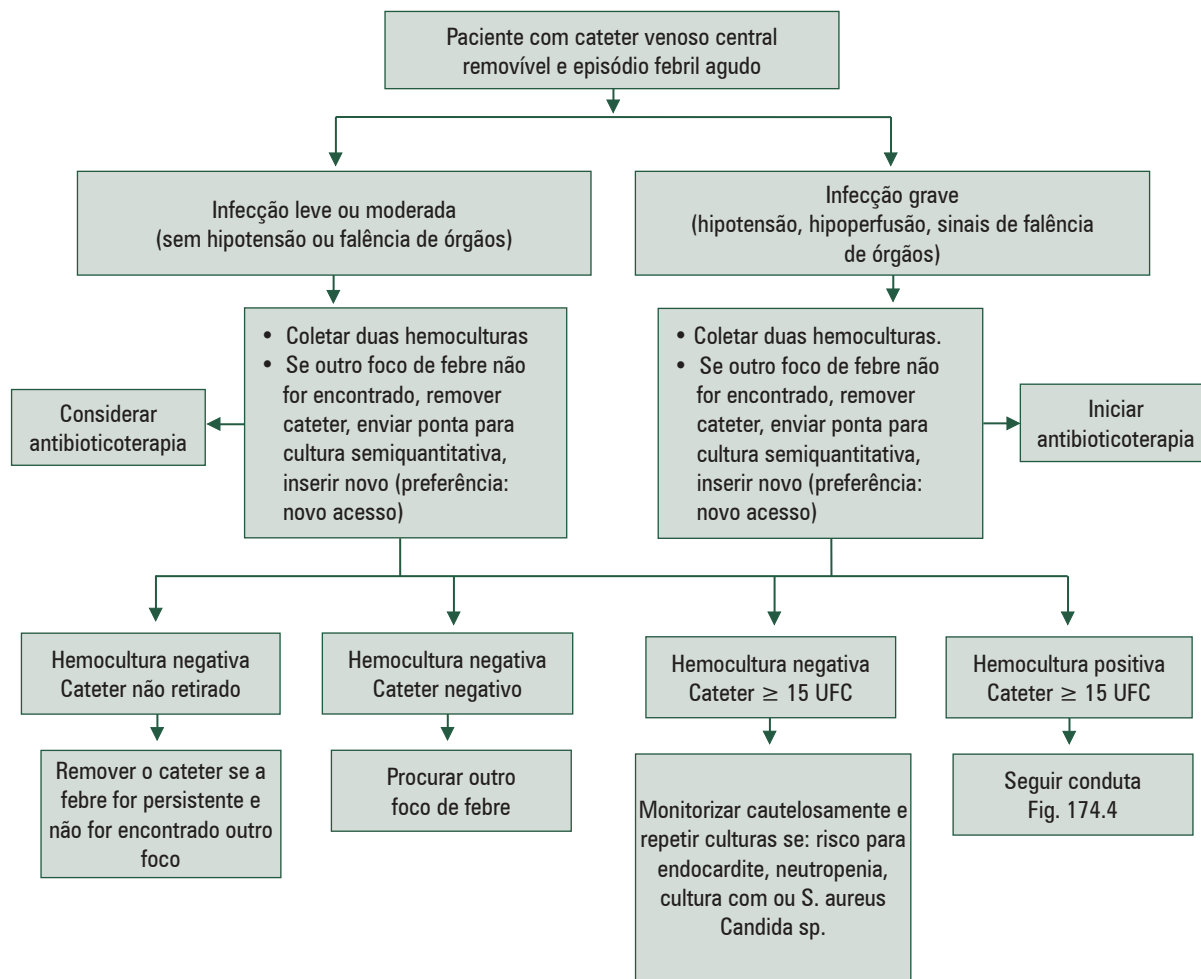 Paciente com cateter venoso central
removível e episódio febril agudo
Infecção leve ou moderada
(sem hipotensão ou falência de órgãos)
Infecção grave
(hipotensão, hipoperfusão, sinais de falência
de órgãos)
• Coletar duas hemoculturas
• Se outro foco de febre não
for encontrado, remover
cateter, enviar ponta para
cultura semiquantitativa,
inserir novo (preferência:
novo acesso)
• Coletar duas hemoculturas.
• Se outro foco de febre não
for encontrado, remover
cateter, enviar ponta para
cultura semiquantitativa,
inserir novo (preferência:
novo acesso)
Considerar
antibioticoterapia
Iniciar
antibioticoterapia
Hemocultura negativa
Cateter não retirado
Hemocultura negativa
Cateter negativo
Hemocultura negativa
Cateter ≥ 15 UFC
Hemocultura positiva
Cateter ≥ 15 UFC
Remover o cateter se a
febre for persistente e
não for encontrado outro
foco
Procurar outro
foco de febre
Monitorizar cautelosamente e
repetir culturas se: risco para
endocardite, neutropenia,
cultura com ou S. aureus
Candida sp.
Seguir conduta
Fig. 174.4